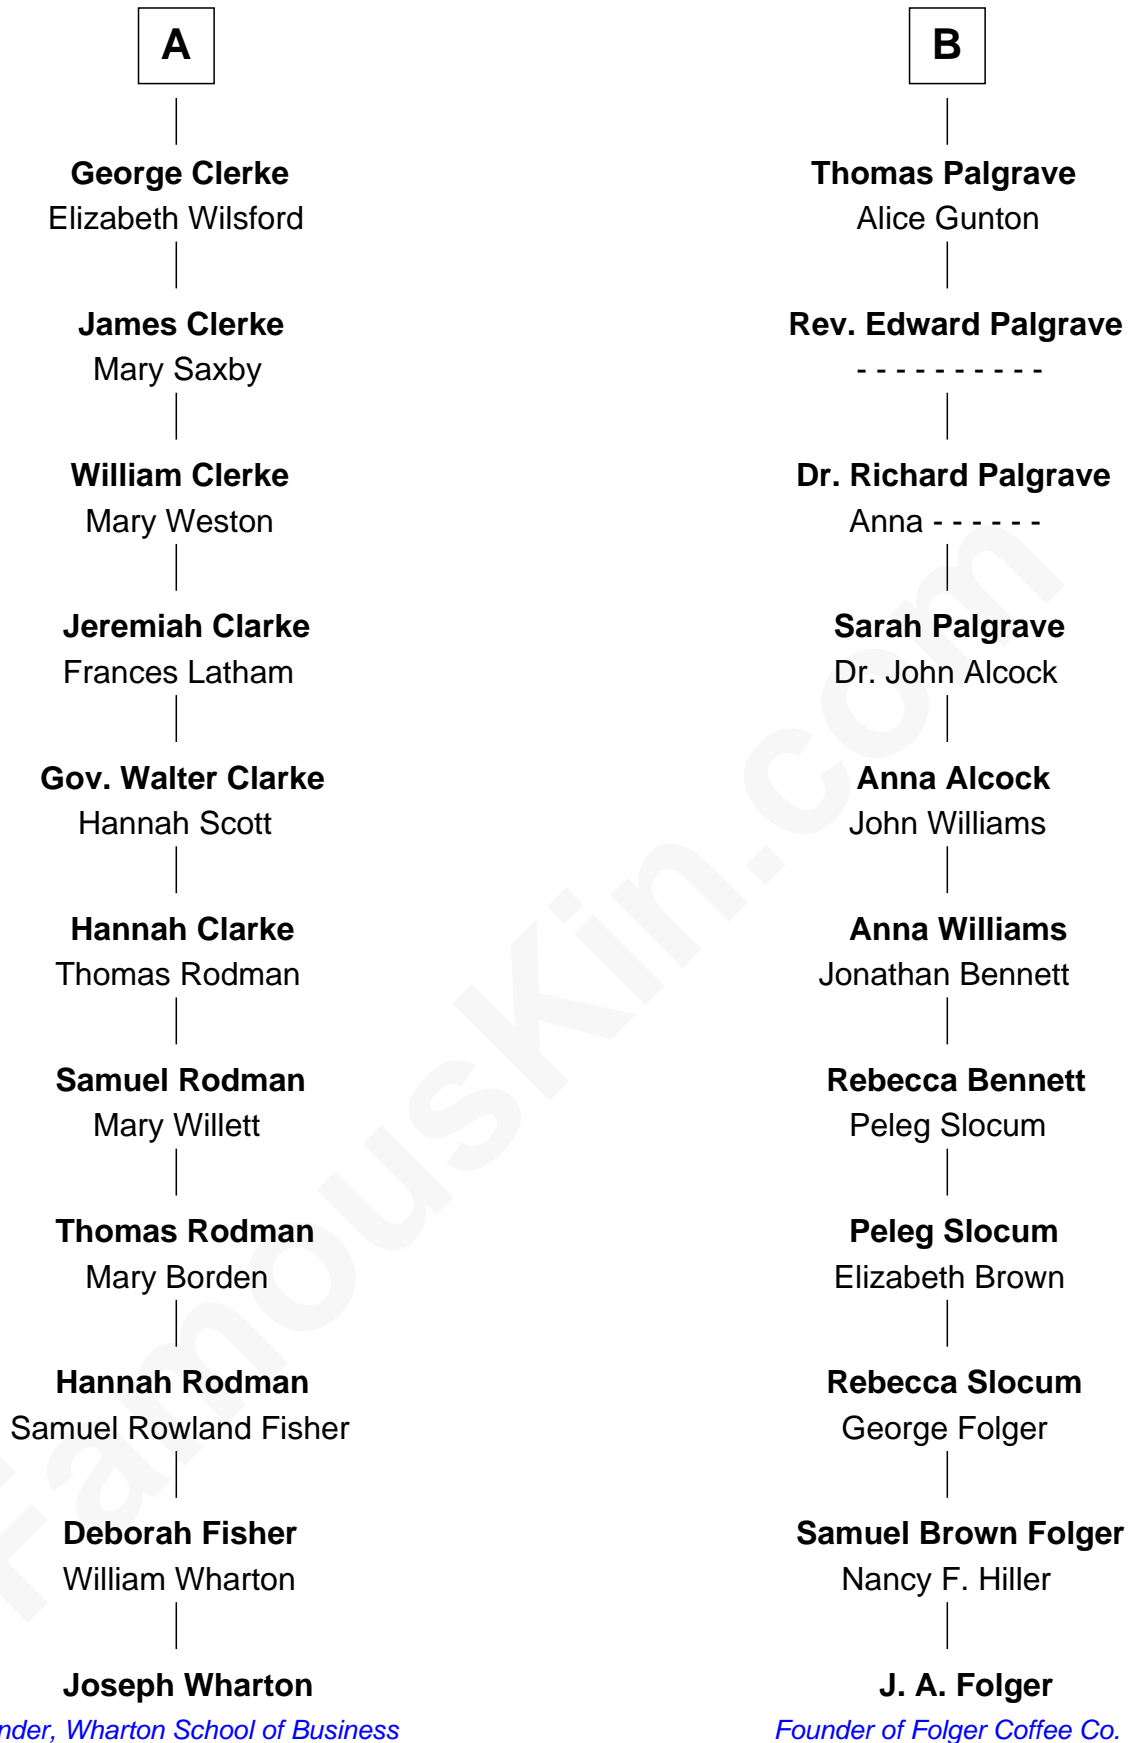 A
George Clerke
Elizabeth Wilsford
James Clerke
Mary Saxby
William Clerke
Mary Weston
Jeremiah Clarke
Frances Latham
Gov. Walter Clarke
Hannah Scott
Hannah Clarke
Thomas Rodman
Samuel Rodman
Mary Willett
Thomas Rodman
Mary Borden
Hannah Rodman
Samuel Rowland Fisher
Deborah Fisher
William Wharton
Joseph Wharton
nder, Wharton School of Business
B
Thomas Palgrave
Alice Gunton
Rev. Edward Palgrave
- - - - - - - - - -
Dr. Richard Palgrave
Anna - - - - - -
Sarah Palgrave
Dr. John Alcock
Anna Alcock
John Williams
Anna Williams
Jonathan Bennett
Rebecca Bennett
Peleg Slocum
Peleg Slocum
Elizabeth Brown
Rebecca Slocum
George Folger
Samuel Brown Folger
Nancy F. Hiller
J. A. Folger
Founder of Folger Coffee Co.
FamousKin.com